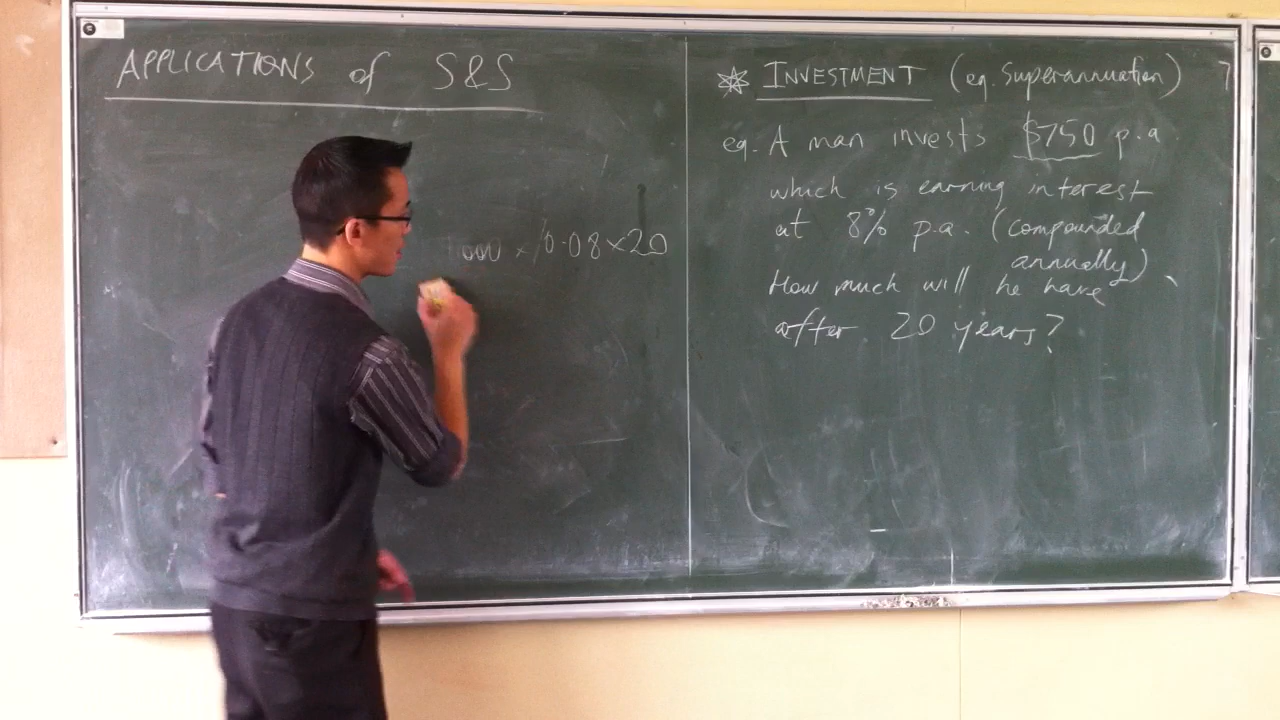 APPLICATIONS of S&S
000 × 0.08 × 20
INVESTMENT (eg. Superannuation)
eg. A man invests $750 p.a
which is earning interest
at 8% p.a. (compounded
annually)
How much will he have
after 20 years?